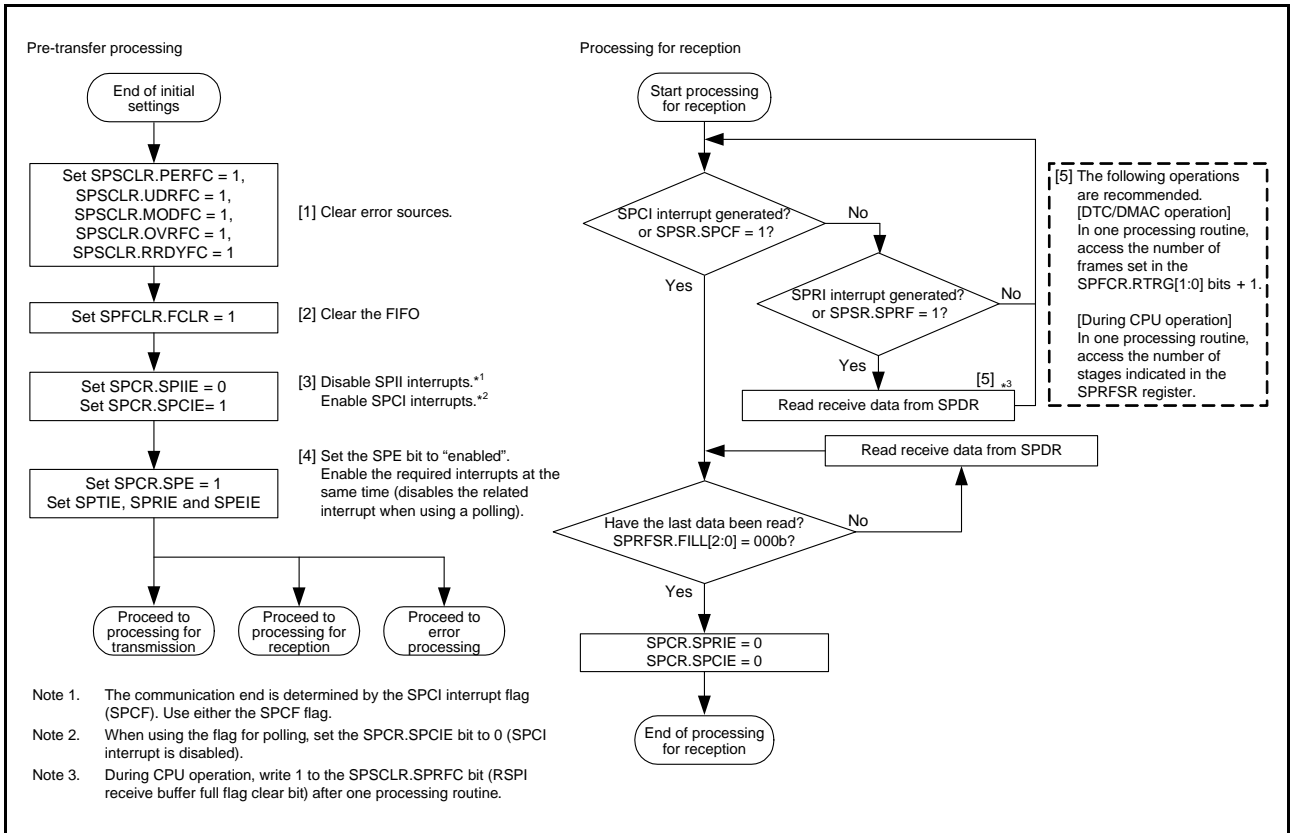 Pre-transfer processing
End of initial
settings
Set SPSCLR.PERFC = 1,
SPSCLR.UDRFC = 1,
SPSCLR.MODFC = 1,
SPSCLR.OVRFC = 1,
SPSCLR.RRDYFC = 1
[1] Clear error sources.
Set SPFCLR.FCLR = 1
[2] Clear the FIFO
Set SPCR.SPIIE = 0
Set SPCR.SPCIE= 1
[3] Disable SPII interrupts.*1
Enable SPCI interrupts.*2
[4] Set the SPE bit to “enabled”.
Enable the required interrupts at the
same time (disables the related
interrupt when using a polling).
Set SPCR.SPE = 1
Set SPTIE, SPRIE and SPEIE
Proceed to
processing for
transmission
Proceed to
processing for
reception
Proceed to
error
processing
Processing for reception
Start processing
for reception
SPCI interrupt generated?
or SPSR.SPCF = 1?
No
Yes
SPRI interrupt generated?
or SPSR.SPRF = 1?
No
Yes
[5] *3
Read receive data from SPDR
[5] The following operations
are recommended.
[DTC/DMAC operation]
In one processing routine,
access the number of
frames set in the
SPFCR.RTRG[1:0] bits + 1.
[During CPU operation]
In one processing routine,
access the number of
stages indicated in the
SPRFSR register.
Read receive data from SPDR
Have the last data been read?
SPRFSR.FILL[2:0] = 000b?
No
Yes
SPCR.SPRIE = 0
SPCR.SPCIE = 0
End of processing
for reception
Note 1. The communication end is determined by the SPCI interrupt flag
(SPCF). Use either the SPCF flag.
Note 2. When using the flag for polling, set the SPCR.SPCIE bit to 0 (SPCI
interrupt is disabled).
Note 3. During CPU operation, write 1 to the SPSCLR.SPRFC bit (RSPI
receive buffer full flag clear bit) after one processing routine.